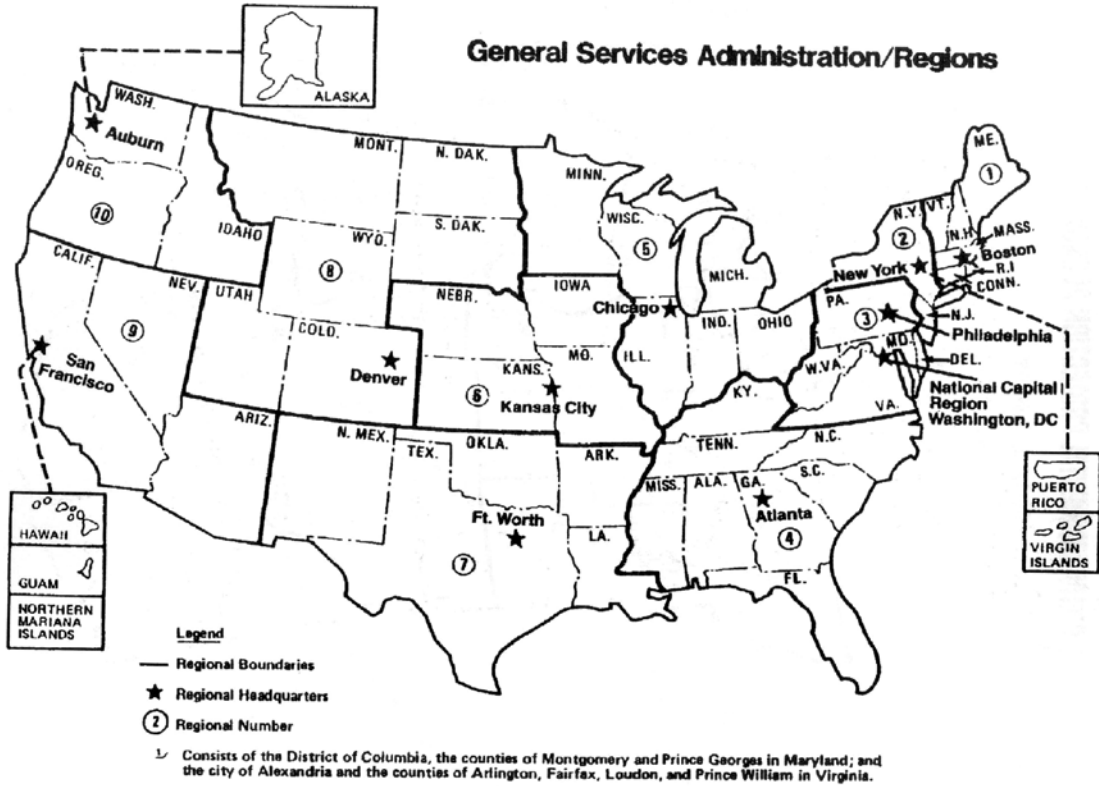 General Services Administration/Regions
ALASKA
WASH.
Auburn
OREG.
10
IDAHO
MONT.
N. DAK.
S. DAK.
WYO.
8
MINN.
WISC.
5
MICH.
ME.
1
N.Y.
VT.
2
N.H.
MASS.
Boston
R.I
CONN.
New York
CALIF.
NEV.
UTAH
9
San
Francisco
COLO.
Denver
NEBR.
IOWA
Chicago
ILL.
IND.
OHIO
PA.
3
N.J.
Philadelphia
MD.
DEL.
W.VA.
VA.
National Capital
Region
Washington, DC
KANS.
MO.
6
Kansas City
KY.
ARIZ.
N. MEX.
TEX.
OKLA.
ARK.
TENN.
N.C.
S.C.
MISS.
ALA.
GA.
Atlanta
4
Ft. Worth
LA.
7
FL.
HAWAII
GUAM
NORTHERN
MARIANA
ISLANDS
PUERTO
RICO
VIRGIN
ISLANDS
Legend
Regional Boundaries
Regional Headquarters
2 Regional Number
1/ Consists of the District of Columbia, the counties of Montgomery and Prince Georges in Maryland; and
the city of Alexandria and the counties of Arlington, Fairfax, Loudon, and Prince William in Virginia.